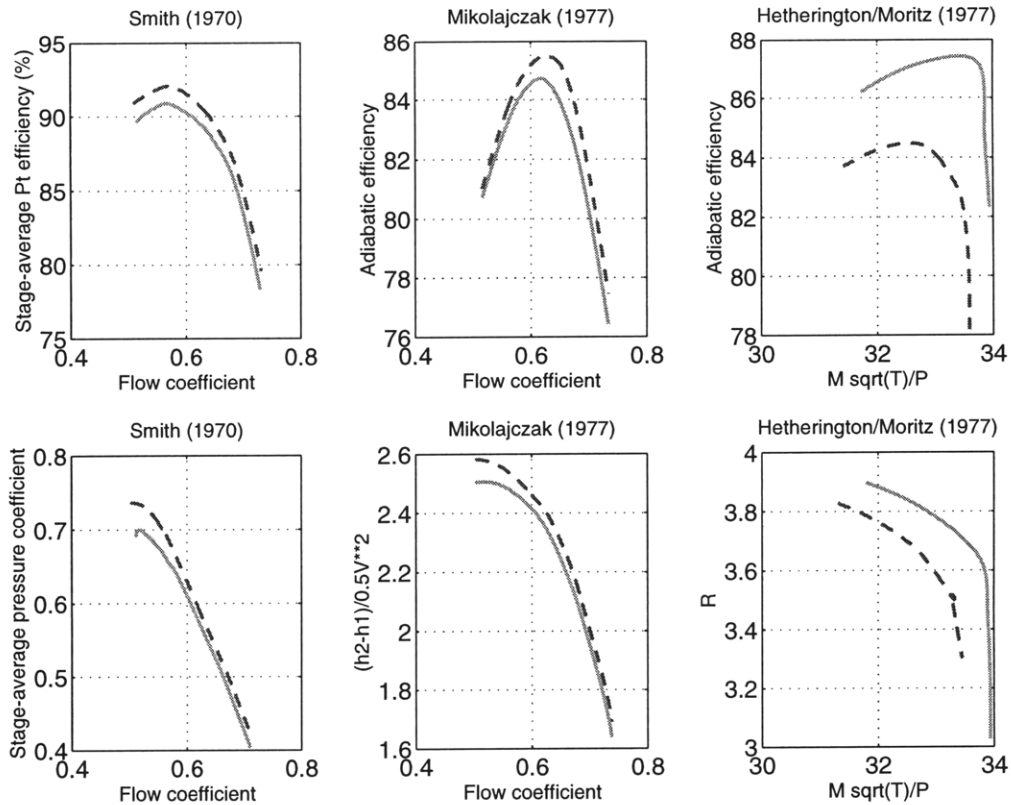 Smith (1970)
Stage-average Pt efficiency (%)
95
90
85
80
75
0.4
0.6
0.8
Flow coefficient
Mikolajczak (1977)
Adiabatic efficiency
86
84
82
80
78
76
0.4
0.6
0.8
Flow coefficient
Hetherington/Moritz (1977)
Adiabatic efficiency
88
86
84
82
80
78
30
32
34
M sqrt(T)/P
Smith (1970)
Stage-average pressure coefficient
0.8
0.7
0.6
0.5
0.4
0.4
0.6
0.8
Flow coefficient
Mikolajczak (1977)
(h2-h1)/0.5V**2
2.6
2.4
2.2
2
1.8
1.6
0.4
0.6
0.8
Flow coefficient
Hetherington/Moritz (1977)
R
4
3.8
3.6
3.4
3.2
3
30
32
34
M sqrt(T)/P